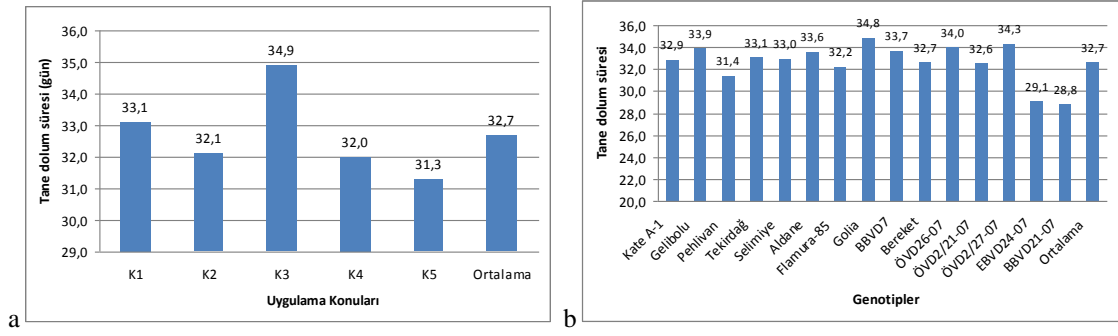 36,0
35,0
34,0
33,0
32,0
31,0
30,0
29,0
Tane dolum süresi (gün)
33,1
32,1
34,9
32,0
31,3
32,7
K1 K2 K3 K4 K5 Ortalama
Uygulama Konuları
a
36,0
34,0
32,0
30,0
28,0
26,0
24,0
22,0
20,0
Tane dolum süresi
32,9
33,9
31,4
33,1
33,0
33,6
32,2
34,8
33,7
32,7
34,0
32,6
34,3
29,1
28,8
32,7
Kate A-1
Gelibolu
Pehlivan
Tekirdağ
Selimiye
Aldane
Flamura-85
Golia
BBVD7
Bereket
ÖVD26-07
ÖVD2/21-07
ÖVD2/27-07
EBVD24-07
BBVD21-07
Ortalama
Genotipler
b